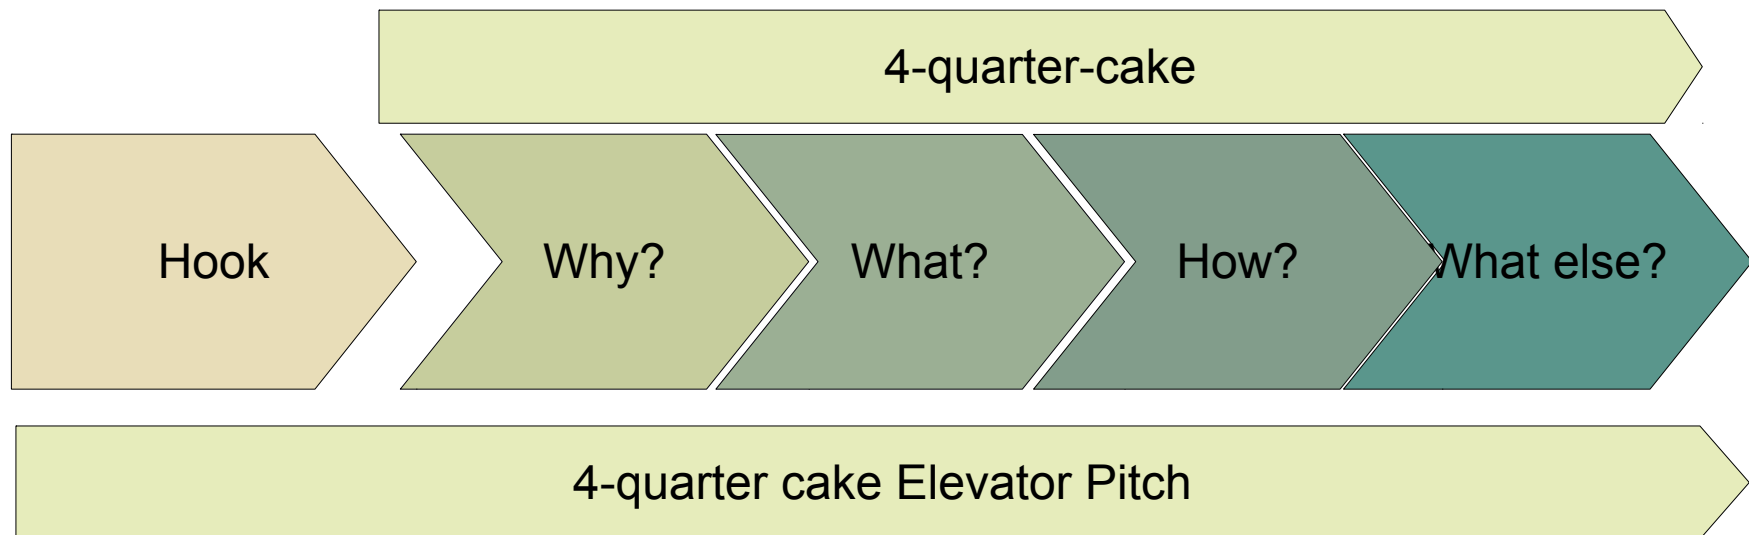 4-quarter-cake
Hook
Why?
What?
How?
What else?
4-quarter cake Elevator Pitch